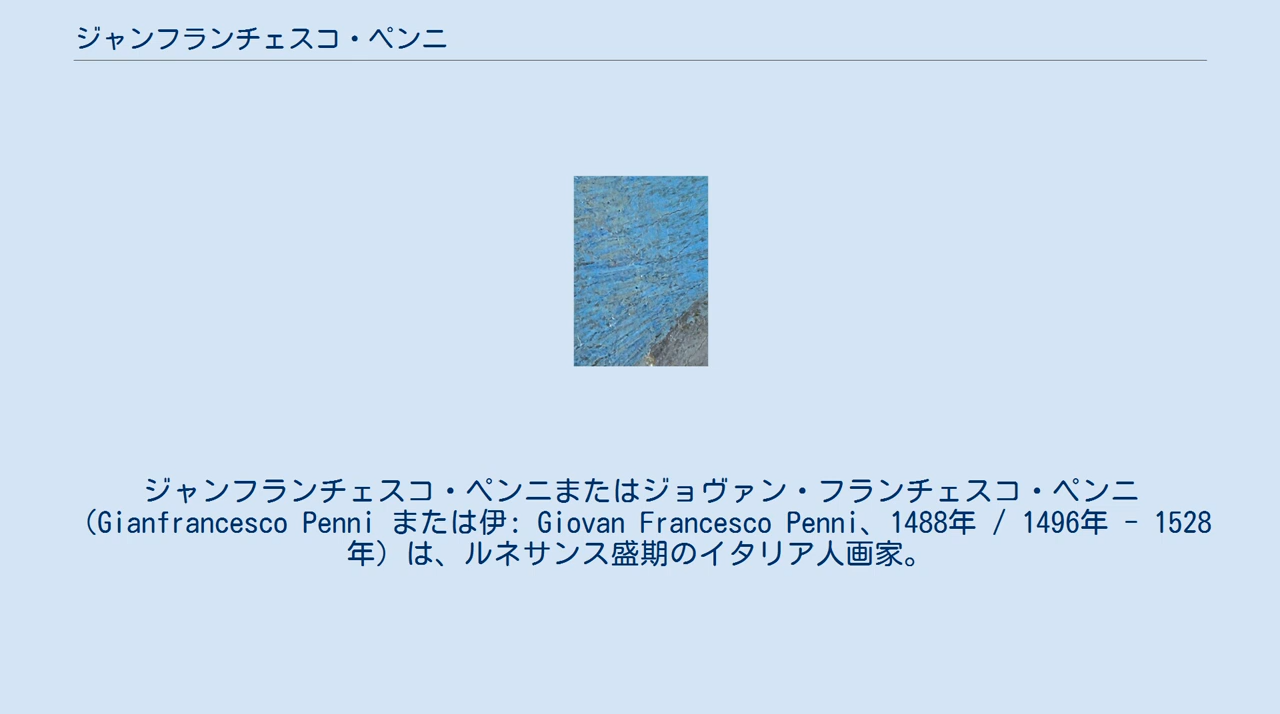 ジャンフランチェスコ・ペンニ
ジャンフランチェスコ・ペンニまたはジョヴァン・フランチェスコ・ペンニ
（Gianfrancesco Penni または伊: Giovan Francesco Penni、1488年 / 1496年 - 1528
年）は、ルネサンス盛期のイタリア人画家。